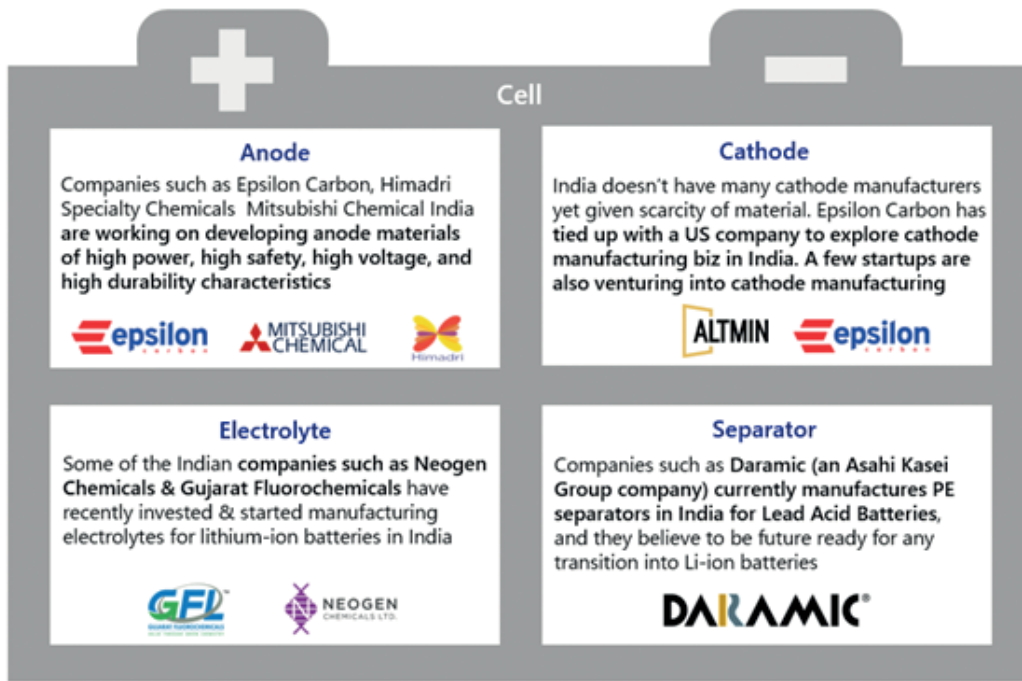 Cell
Anode
Companies such as Epsilon Carbon, Himadri
Specialty Chemicals Mitsubishi Chemical India
are working on developing anode materials
of high power, high safety, high voltage, and
high durability characteristics
epsilon
carbon
MITSUBISHI
CHEMICAL
Himadri
Cathode
India doesn't have many cathode manufacturers
yet given scarcity of material. Epsilon Carbon has
tied up with a US company to explore cathode
manufacturing biz in India. A few startups are
also venturing into cathode manufacturing
ALTMIN
epsilon
carbon
Electrolyte
Some of the Indian companies such as Neogen
Chemicals & Gujarat Fluorochemicals have
recently invested & started manufacturing
electrolytes for lithium-ion batteries in India
GFL™
GUJARAT FLUOROCHEMICALS
N NEOGEN
CHEMICALS LTD.
Separator
Companies such as Daramic (an Asahi Kasei
Group company) currently manufactures PE
separators in India for Lead Acid Batteries,
and they believe to be future ready for any
transition into Li-ion batteries
DARAMIC®